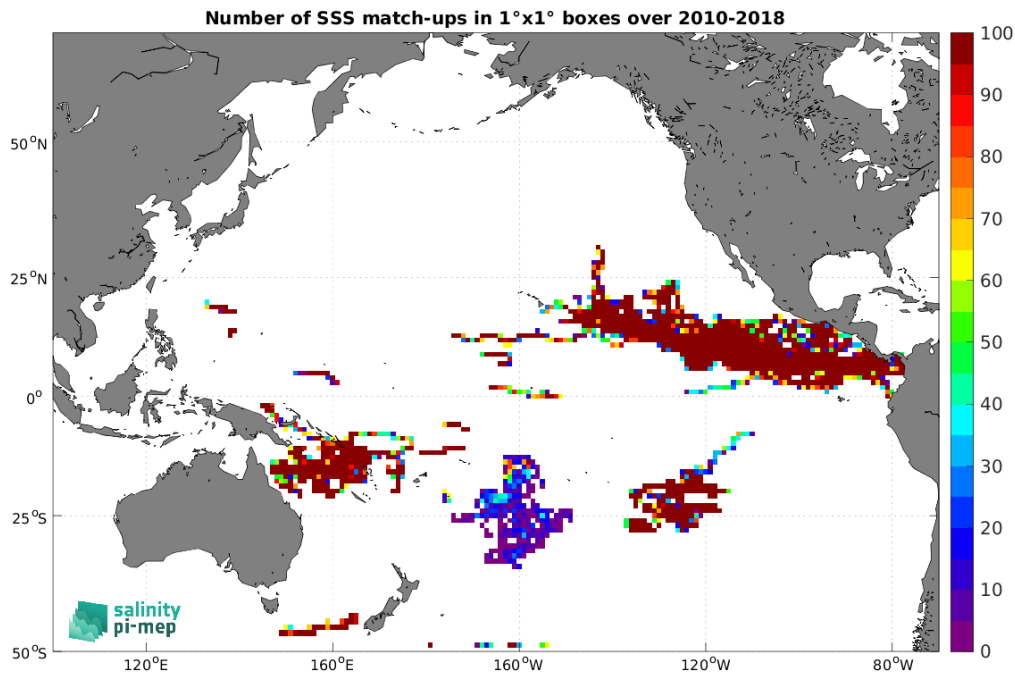 Number of SSS match-ups in 1°x1° boxes over 2010-2018
100
90
80
70
60
50
40
30
20
10
0
50°N
25°N
0°
25°S
50°S
120°E
160°E
160°W
120°W
80°W
salinity
pi-mep